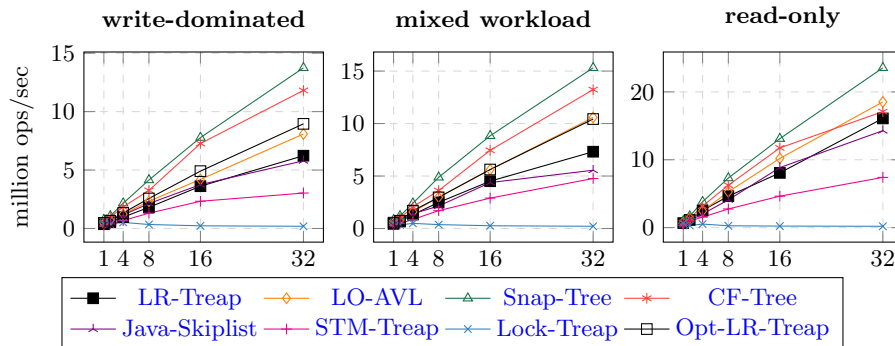 write-dominated mixed workload read-only
million ops/sec
15
10
5
0
1 4 8 16 32
15
10
5
0
1 4 8 16 32
20
10
0
1 4 8 16 32
LR-Treap LO-AVL Snap-Tree CF-Tree
Java-Skiplist STM-Treap Lock-Treap Opt-LR-Treap